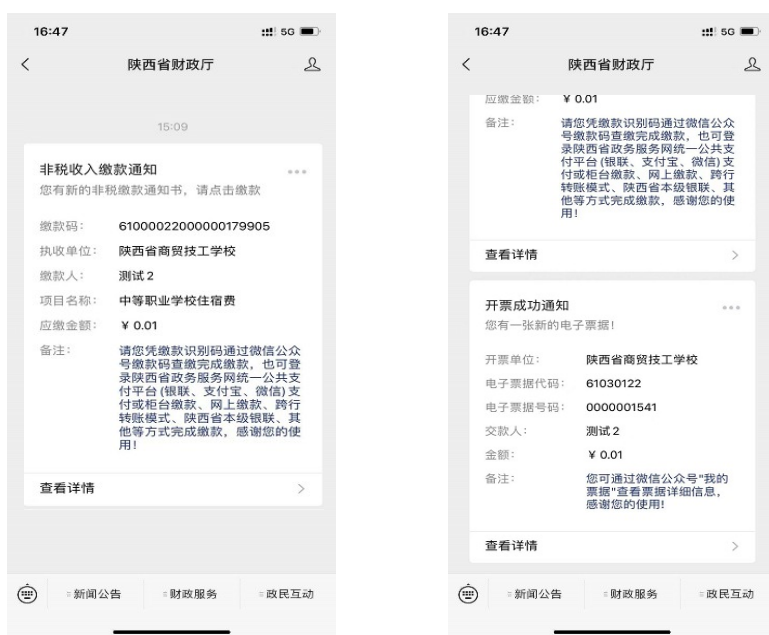 16:47
5G
陕西省财政厅
15:09
非税收入缴款通知
您有新的非税缴款通知书，请点击缴款
缴款码： 61000022000000179905
执收单位： 陕西省商贸技工学校
缴款人： 测试2
项目名称： 中等职业学校住宿费
应缴金额： ¥ 0.01
备注： 请您凭缴款识别码通过微信公众
号缴款码查缴完成缴款，也可登
录陕西省政务服务网统一公共支
付平台(银联、支付宝、微信)支
付或柜台缴款、网上缴款、跨行
转账模式、陕西省本级银联、其
他等方式完成缴款，感谢您的使
用!
查看详情
新闻公告
财政服务
政民互动
16:47
5G
陕西省财政厅
应缴金额： ¥ 0.01
备注： 请您凭缴款识别码通过微信公众
号缴款码查缴完成缴款，也可登
录陕西省政务服务网统一公共支
付平台(银联、支付宝、微信)支
付或柜台缴款、网上缴款、跨行
转账模式、陕西省本级银联、其
他等方式完成缴款，感谢您的使
用!
查看详情
开票成功通知
您有一张新的电子票据!
开票单位： 陕西省商贸技工学校
电子票据代码： 61030122
电子票据号码： 0000001541
交款人： 测试2
金额： ¥ 0.01
备注： 您可通过微信公众号"我的
票据"查看票据详细信息，
感谢您的使用!
查看详情
新闻公告
财政服务
政民互动